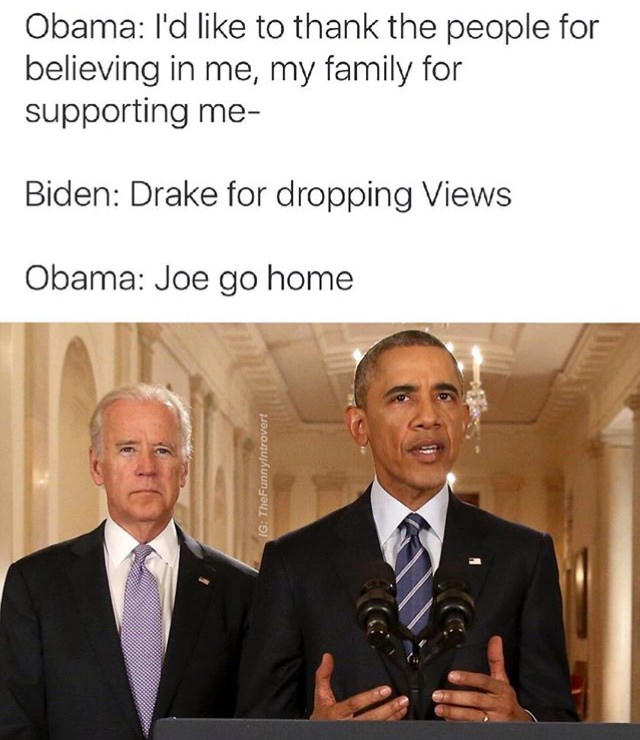 Obama: I'd like to thank the people for
believing in me, my family for
supporting me-
Biden: Drake for dropping Views
Obama: Joe go home
IG: TheFunnyIntrovert